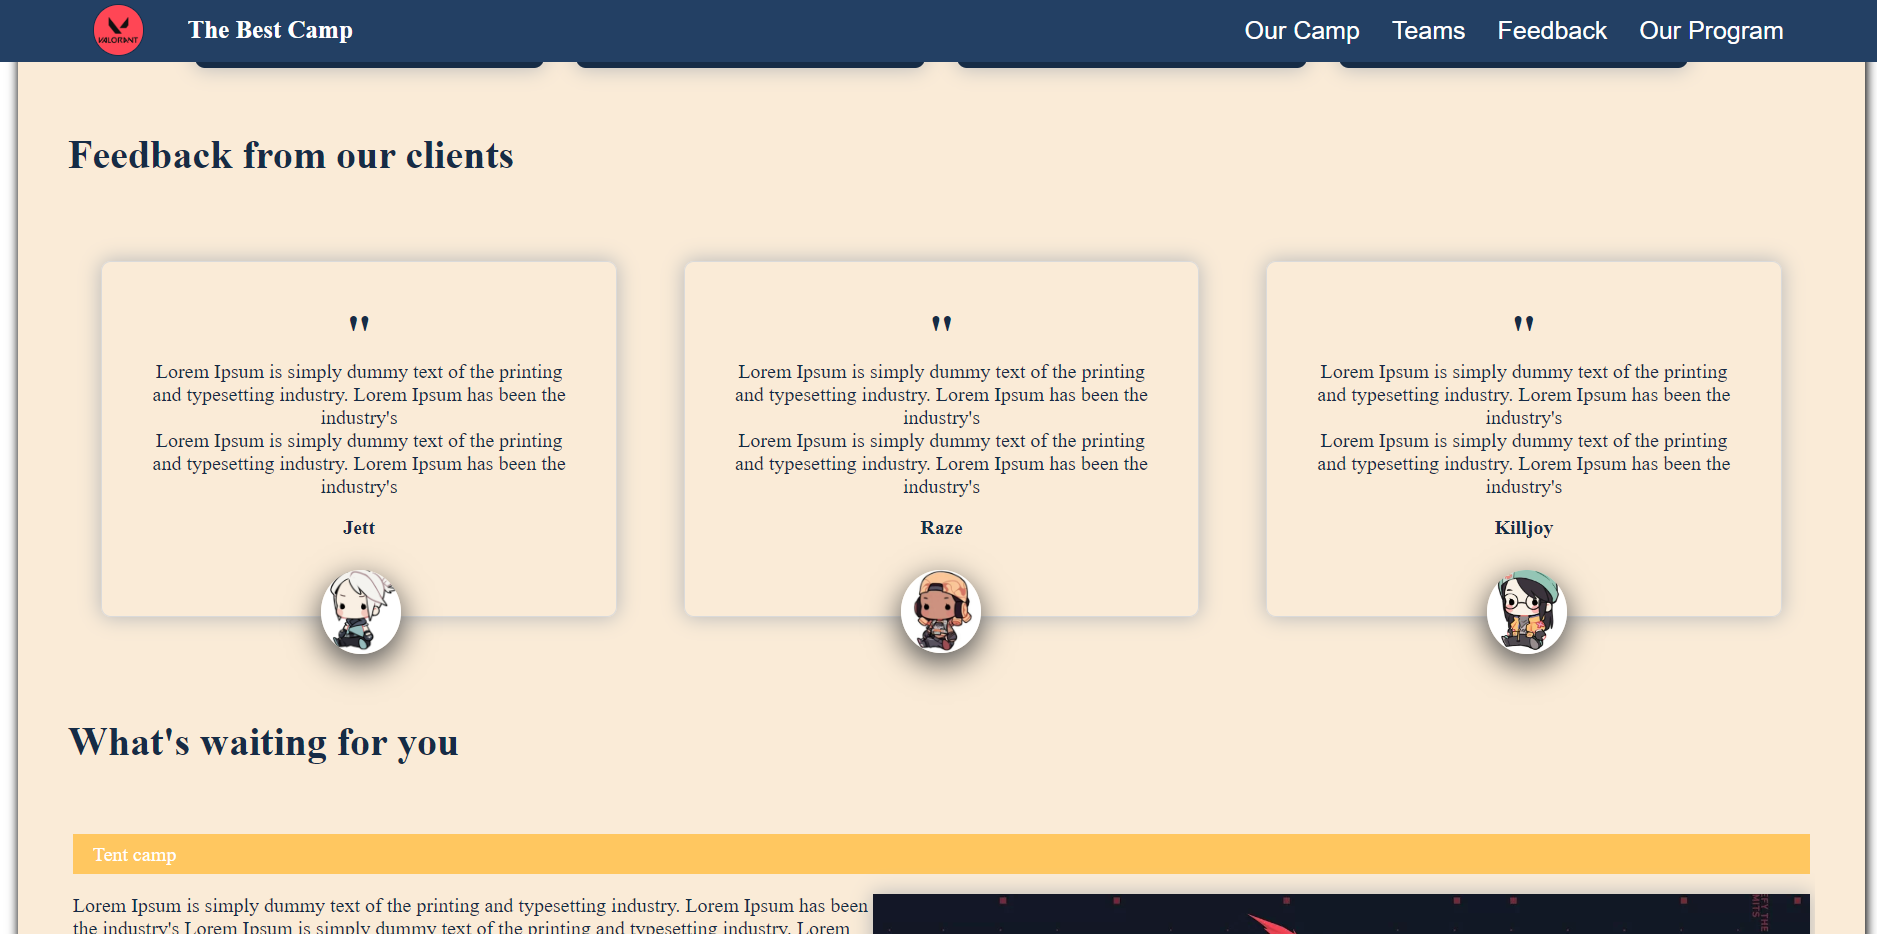 VALORANT
The Best Camp
Our Camp Teams Feedback Our Program
Feedback from our clients
"
Lorem Ipsum is simply dummy text of the printing
and typesetting industry. Lorem Ipsum has been the
industry's
Lorem Ipsum is simply dummy text of the printing
and typesetting industry. Lorem Ipsum has been the
industry's
Jett
"
Lorem Ipsum is simply dummy text of the printing
and typesetting industry. Lorem Ipsum has been the
industry's
Lorem Ipsum is simply dummy text of the printing
and typesetting industry. Lorem Ipsum has been the
industry's
Raze
"
Lorem Ipsum is simply dummy text of the printing
and typesetting industry. Lorem Ipsum has been the
industry's
Lorem Ipsum is simply dummy text of the printing
and typesetting industry. Lorem Ipsum has been the
industry's
Killjoy
What's waiting for you
Tent camp
Lorem Ipsum is simply dummy text of the printing and typesetting industry. Lorem Ipsum has been
the industry's Lorem Ipsum is simply dummy text of the printing and typesetting industry. Lorem